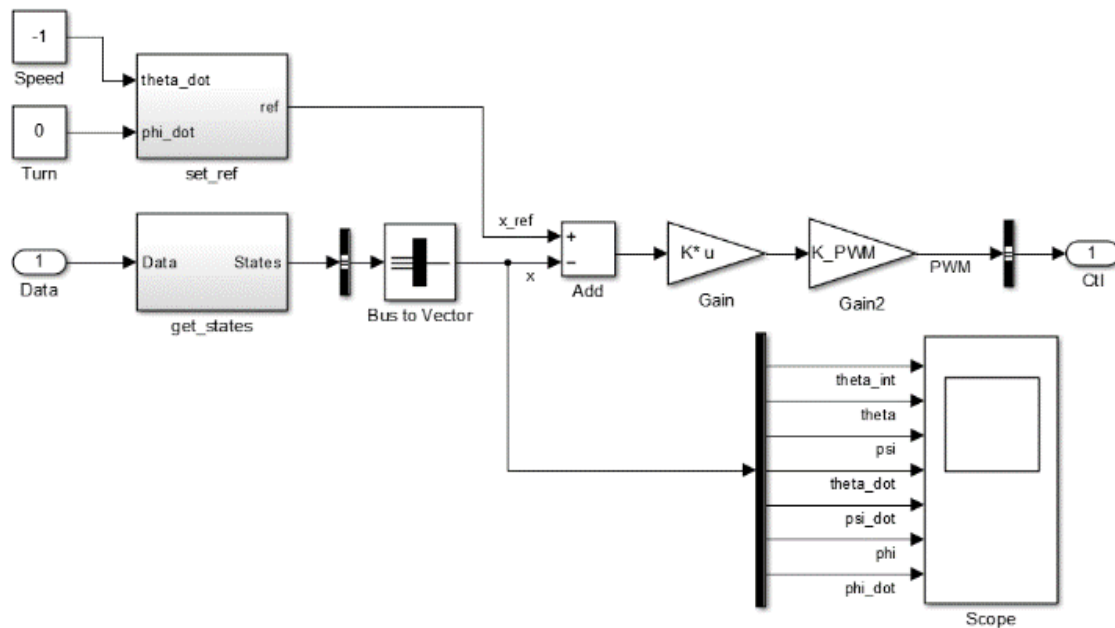 -1
Speed
0
Turn
theta_dot
phi_dot
ref
set_ref
1
Data
Data
States
get_states
Bus to Vector
x_ref
x
+
−
Add
K* u
Gain
K_PWM
Gain2
PWM
1
Ctl
theta_int
theta
psi
theta_dot
psi_dot
phi
phi_dot
Scope